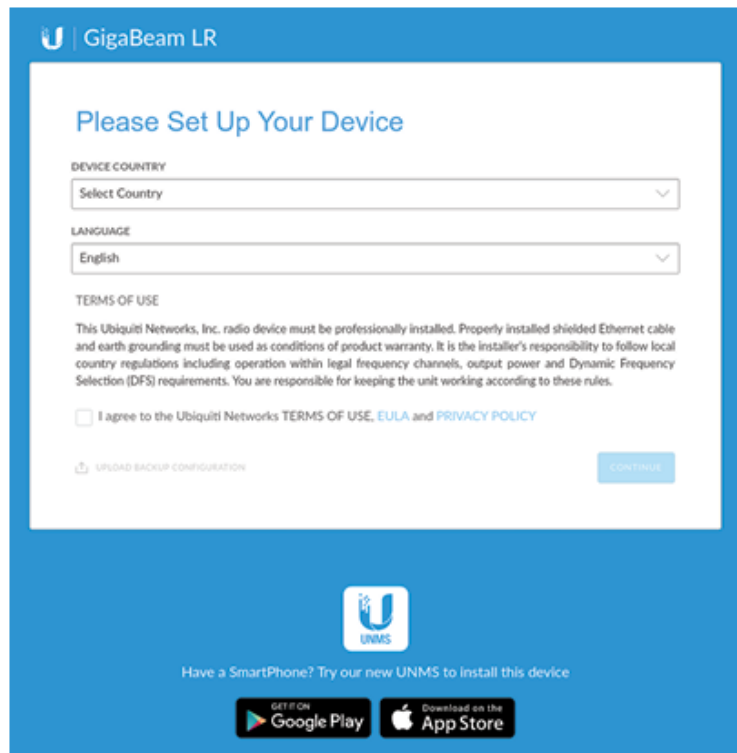 GigaBeam LR
Please Set Up Your Device
DEVICE COUNTRY
Select Country
LANGUAGE
English
TERMS OF USE
This Ubiquiti Networks, Inc. radio device must be professionally installed. Properly installed shielded Ethernet cable
and earth grounding must be used as conditions of product warranty. It is the installer's responsibility to follow local
country regulations including operation within legal frequency channels, output power and Dynamic Frequency
Selection (DFS) requirements. You are responsible for keeping the unit working according to these rules.
I agree to the Ubiquiti Networks TERMS OF USE, EULA and PRIVACY POLICY
UPLOAD BACKUP CONFIGURATION
CONTINUE
UNMS
Have a SmartPhone? Try our new UNMS to install this device
GET IT ON
Google Play
Download on the
App Store